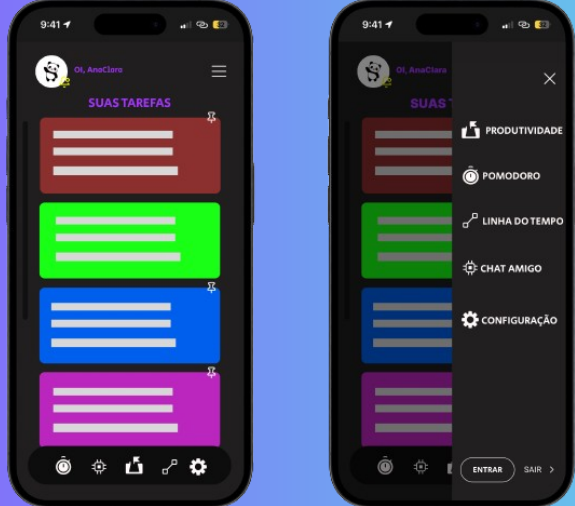 9:41
Oi, AnaClara
SUAS TAREFAS
9:41
Oi, AnaClara
SUAS T
PRODUTIVIDADE
POMODORO
LINHA DO TEMPO
CHAT AMIGO
CONFIGURAÇÃO
ENTRAR
SAIR